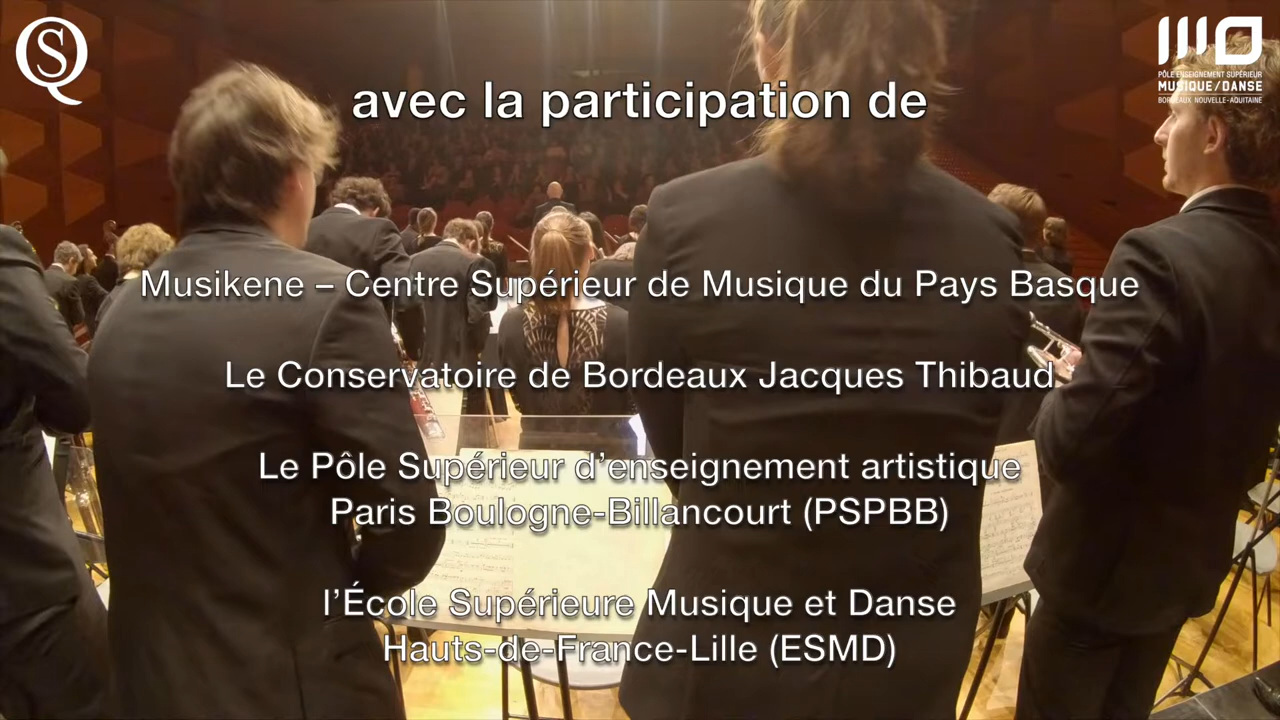 SQ
PÔLE ENSEIGNEMENT SUPÉRIEUR
MUSIQUE/DANSE
BORDEAUX NOUVELLE-AQUITAINE
avec la participation de
Musikene – Centre Supérieur de Musique du Pays Basque
Le Conservatoire de Bordeaux Jacques Thibaud
Le Pôle Supérieur d’enseignement artistique
Paris Boulogne-Billancourt (PSPBB)
l’École Supérieure Musique et Danse
Hauts-de-France-Lille (ESMD)